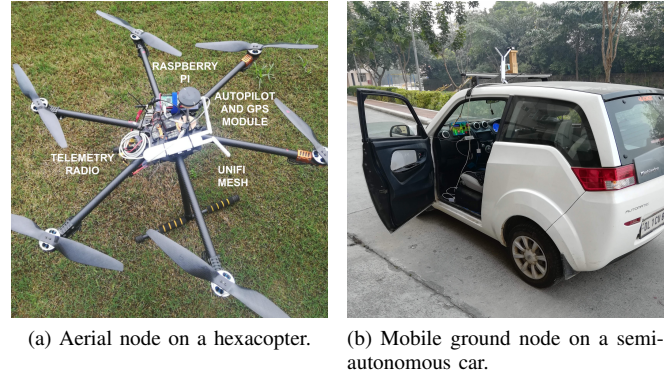 RASPBERRY
PI
AUTOPILOT
AND GPS
MODULE
TELEMETRY
RADIO
UNIFI
MESH
(a) Aerial node on a hexacopter.
(b) Mobile ground node on a semi-
autonomous car.